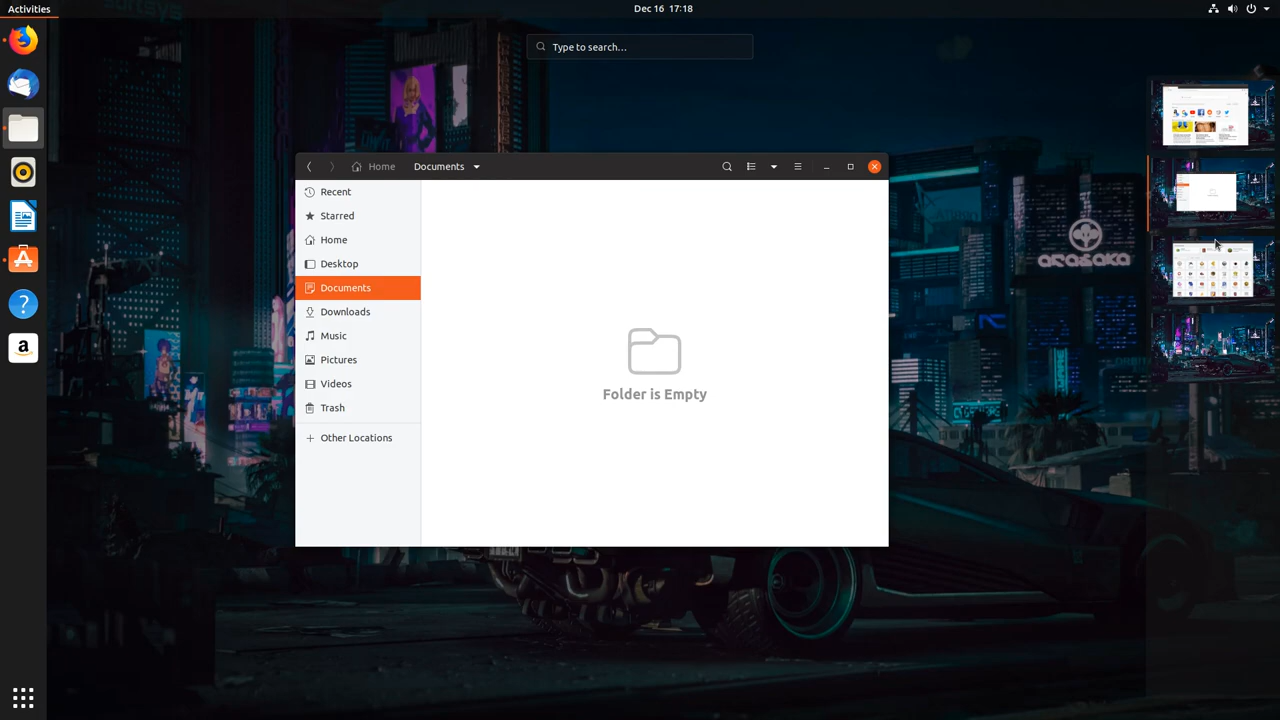 Activities
Dec 16 17:18
Type to search...
Home
Documents
Recent
Starred
Home
Desktop
Documents
Downloads
Music
Pictures
Videos
Trash
Other Locations
Folder is Empty
ARASAKA